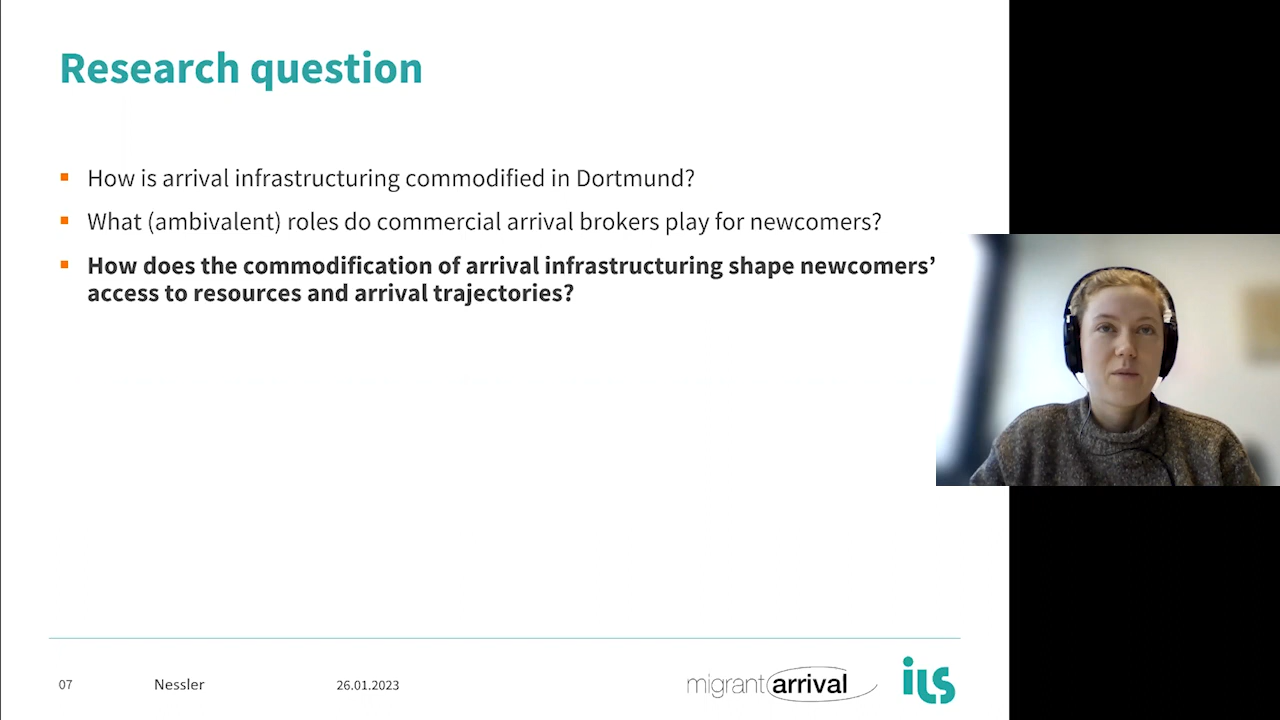 Research question
How is arrival infrastructuring commodified in Dortmund?
What (ambivalent) roles do commercial arrival brokers play for newcomers?
How does the commodification of arrival infrastructuring shape newcomers’
access to resources and arrival trajectories?
07 Nessler 26.01.2023 migrant arrival ils